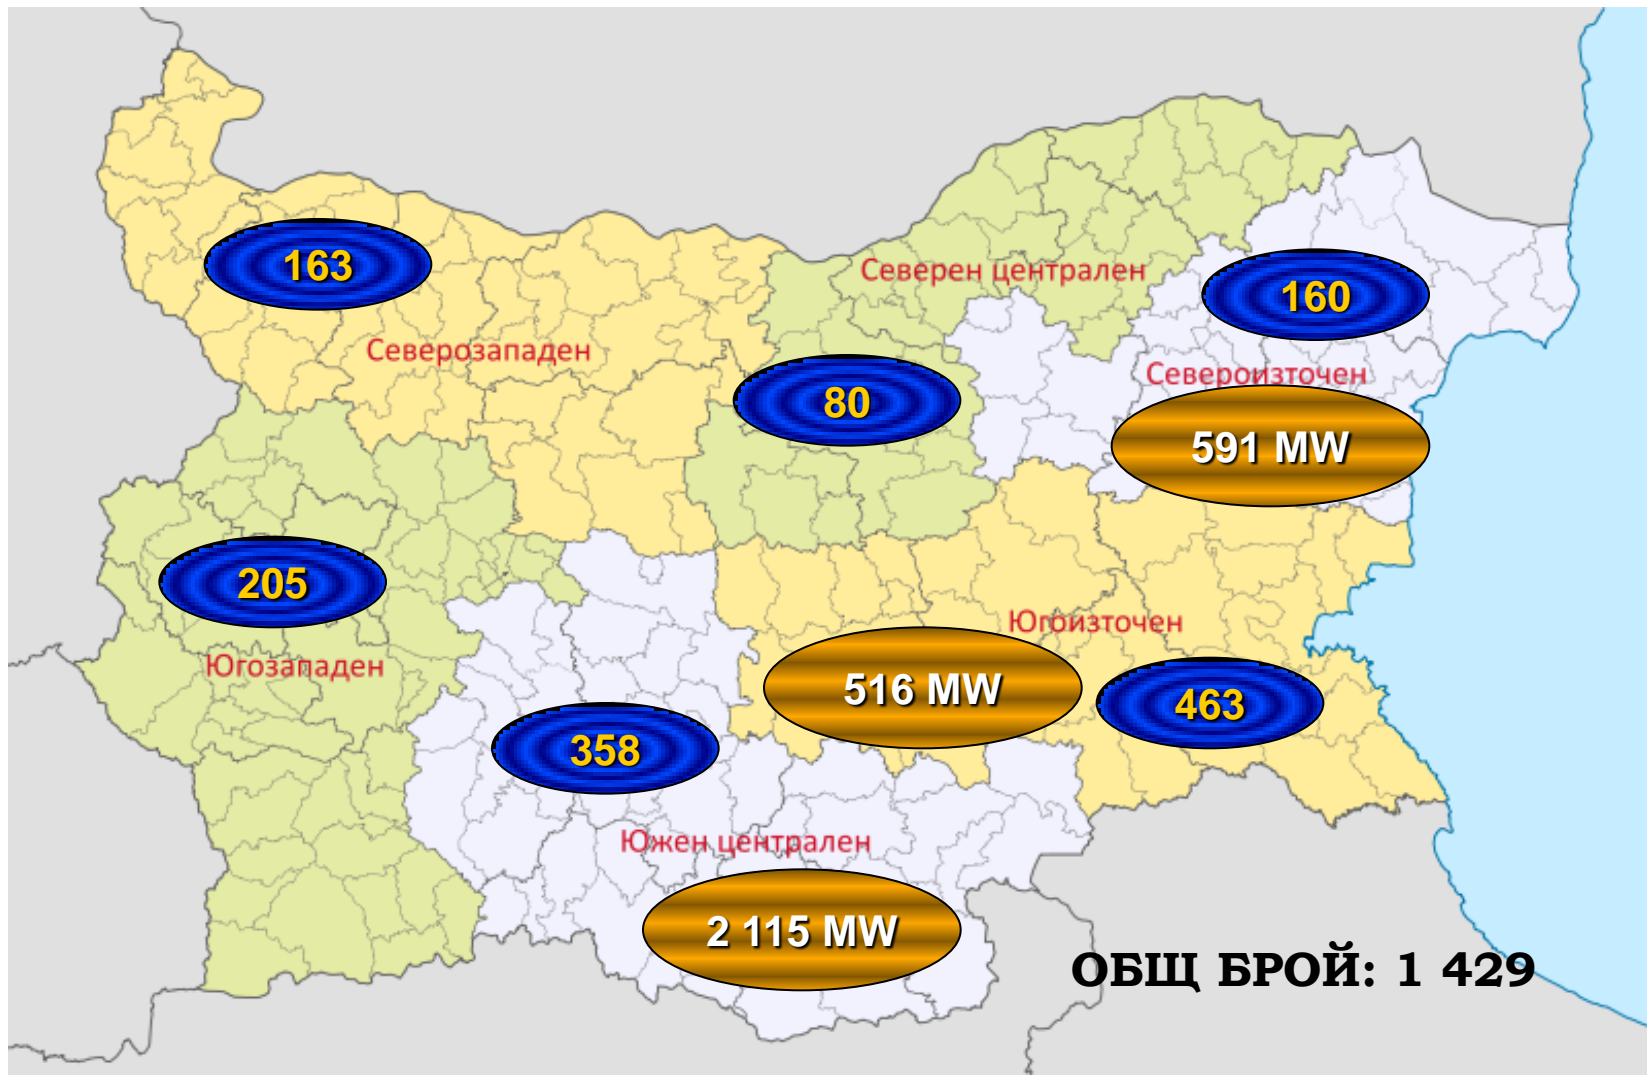 163
Северен централен
160
Северозападен
Североизточен
80
591 MW
205
Югоизточен
Югозападен
516 MW
463
358
Южен централен
2 115 MW
ОБЩ БРОЙ: 1 429